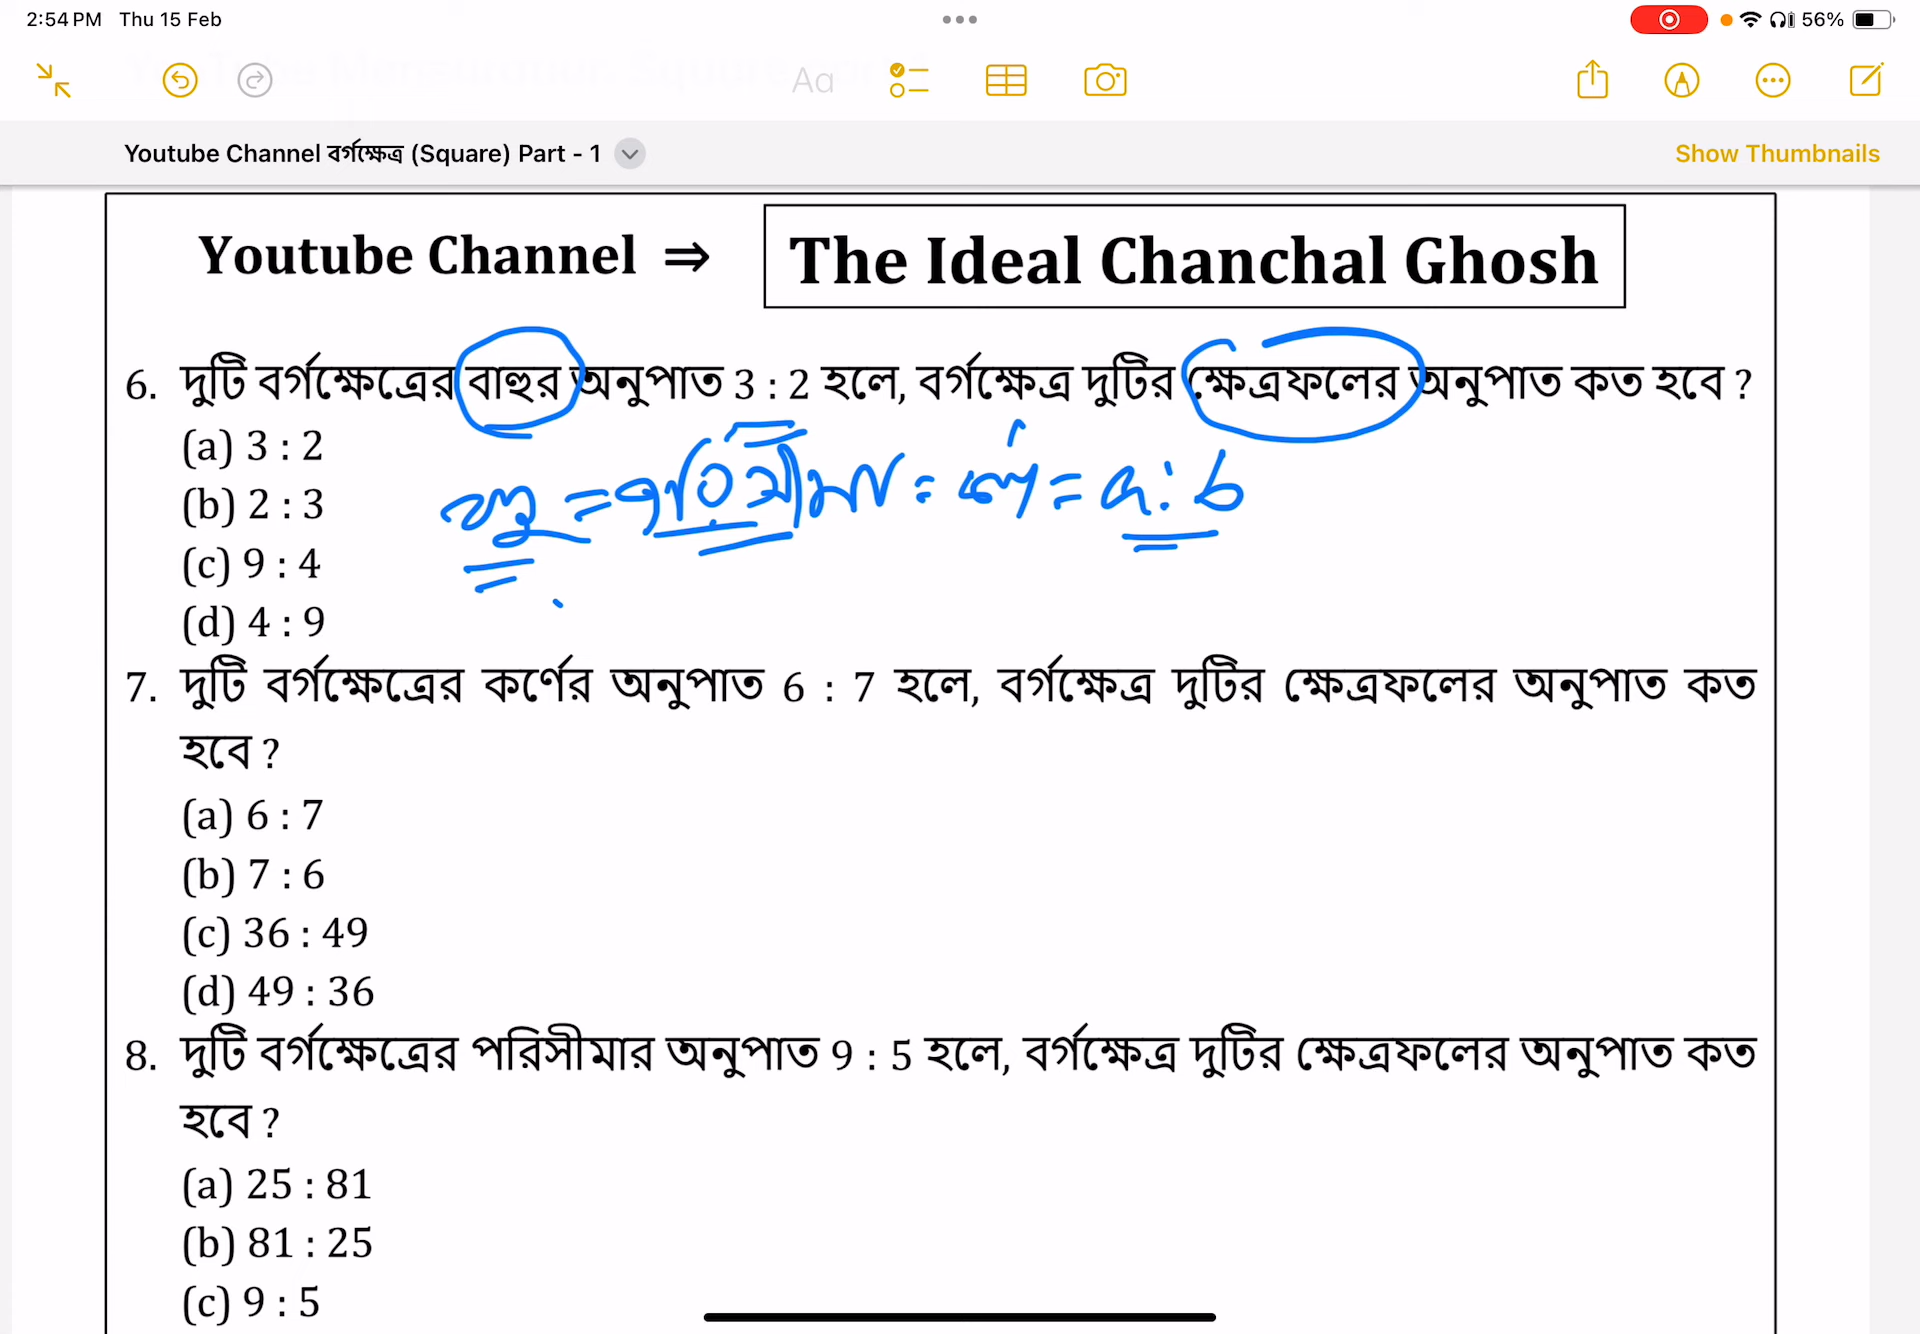 2:54 PM Thu 15 Feb
56%
Aa
Youtube Channel বর্গক্ষেত্র (Square) Part - 1
Show Thumbnails
Youtube Channel ⇒ The Ideal Chanchal Ghosh
6. দুটি বর্গক্ষেত্রের বাহুর অনুপাত 3 : 2 হলে, বর্গক্ষেত্র দুটির ক্ষেত্রফলের অনুপাত কত হবে ?
(a) 3 : 2
(b) 2 : 3
বাহু = পরিসীমা = কর্ণ = a : b
(c) 9 : 4
(d) 4 : 9
7. দুটি বর্গক্ষেত্রের কর্ণের অনুপাত 6 : 7 হলে, বর্গক্ষেত্র দুটির ক্ষেত্রফলের অনুপাত কত
হবে ?
(a) 6 : 7
(b) 7 : 6
(c) 36 : 49
(d) 49 : 36
8. দুটি বর্গক্ষেত্রের পরিসীমার অনুপাত 9 : 5 হলে, বর্গক্ষেত্র দুটির ক্ষেত্রফলের অনুপাত কত
হবে ?
(a) 25 : 81
(b) 81 : 25
(c) 9 : 5